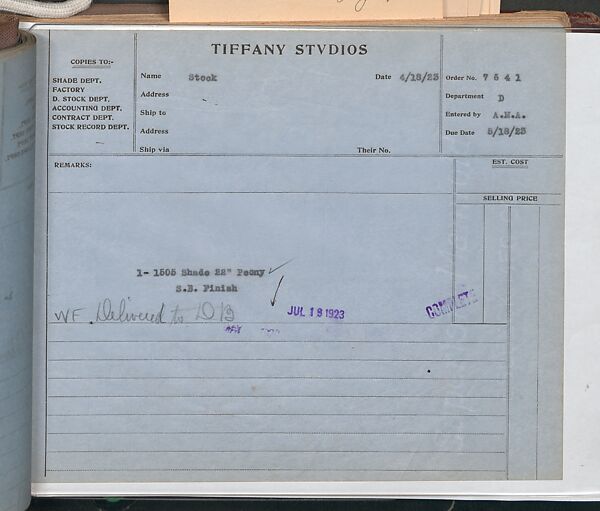 TIFFANY STVDIOS
COPIES TO:-
SHADE DEPT.
FACTORY
D. STOCK DEPT.
ACCOUNTING DEPT.
CONTRACT DEPT.
STOCK RECORD DEPT.
Name Stock
Date 4/18/23
Address
Ship to
Address
Ship via
Their No.
Order No. 7541
Department D
Entered by A.N.A.
Due Date 5/18/23
REMARKS:
EST. COST
SELLING PRICE
1- 1505 Shade 22" Peony
S.B. Finish
WF. Delivered to DB
JUL 18 1923
COMPLETE